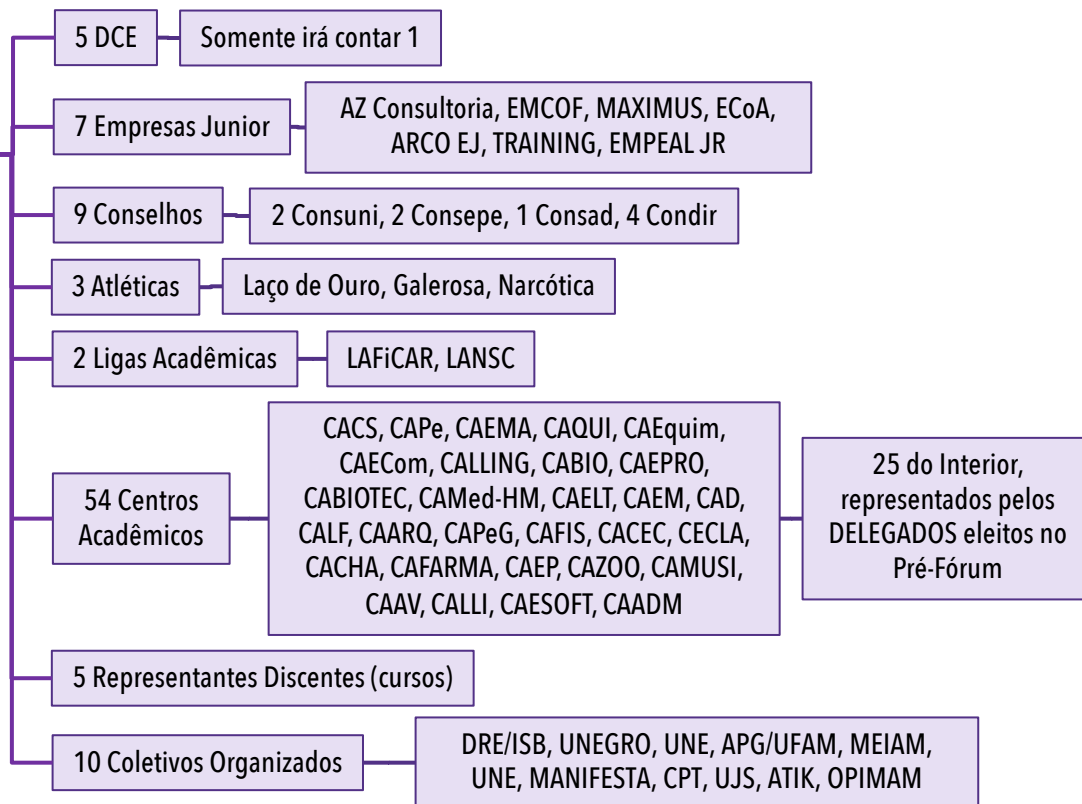 5 DCE
Somente irá contar 1
7 Empresas Junior
AZ Consultoria, EMCOF, MAXIMUS, ECoA,
ARCO EJ, TRAINING, EMPEAL JR
9 Conselhos
2 Consuni, 2 Consepe, 1 Consad, 4 Condir
3 Atléticas
Laço de Ouro, Galerosa, Narcótica
2 Ligas Acadêmicas
LAFiCAR, LANSC
54 Centros
Acadêmicos
CACS, CAPe, CAEMA, CAQUI, CAEquim,
CAECom, CALLING, CABIO, CAEPRO,
CABIOTEC, CAMed-HM, CAELT, CAEM, CAD,
CALF, CAARQ, CAPeG, CAFIS, CACEC, CECLA,
CACHA, CAFARMA, CAEP, CAZOO, CAMUSI,
CAAV, CALLI, CAESOFT, CAADM
25 do Interior,
representados pelos
DELEGADOS eleitos no
Pré-Fórum
5 Representantes Discentes (cursos)
10 Coletivos Organizados
DRE/ISB, UNEGRO, UNE, APG/UFAM, MEIAM,
UNE, MANIFESTA, CPT, UJS, ATIK, OPIMAM